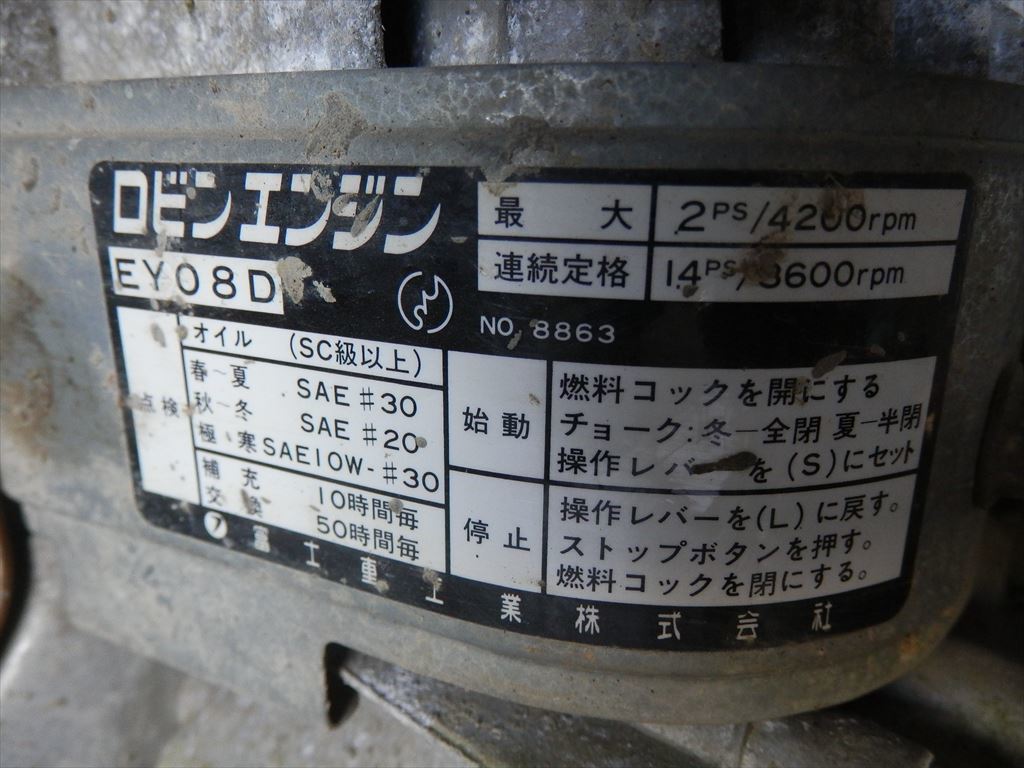 ロビンエンジン
EY08D
最大 2PS/4200rpm
連続定格 1.4PS/3600rpm
NO. 8863
点検
オイル (SC級以上)
春〜夏 SAE #30
秋〜冬 SAE #20
極寒 SAE10W-#30
補充 10時間毎
交換 50時間毎
始動
燃料コックを開にする
チョーク:冬ー全閉 夏ー半閉
操作レバーを(S)にセット
停止
操作レバーを(L)に戻す。
ストップボタンを押す。
燃料コックを閉にする。
富士重工業株式会社